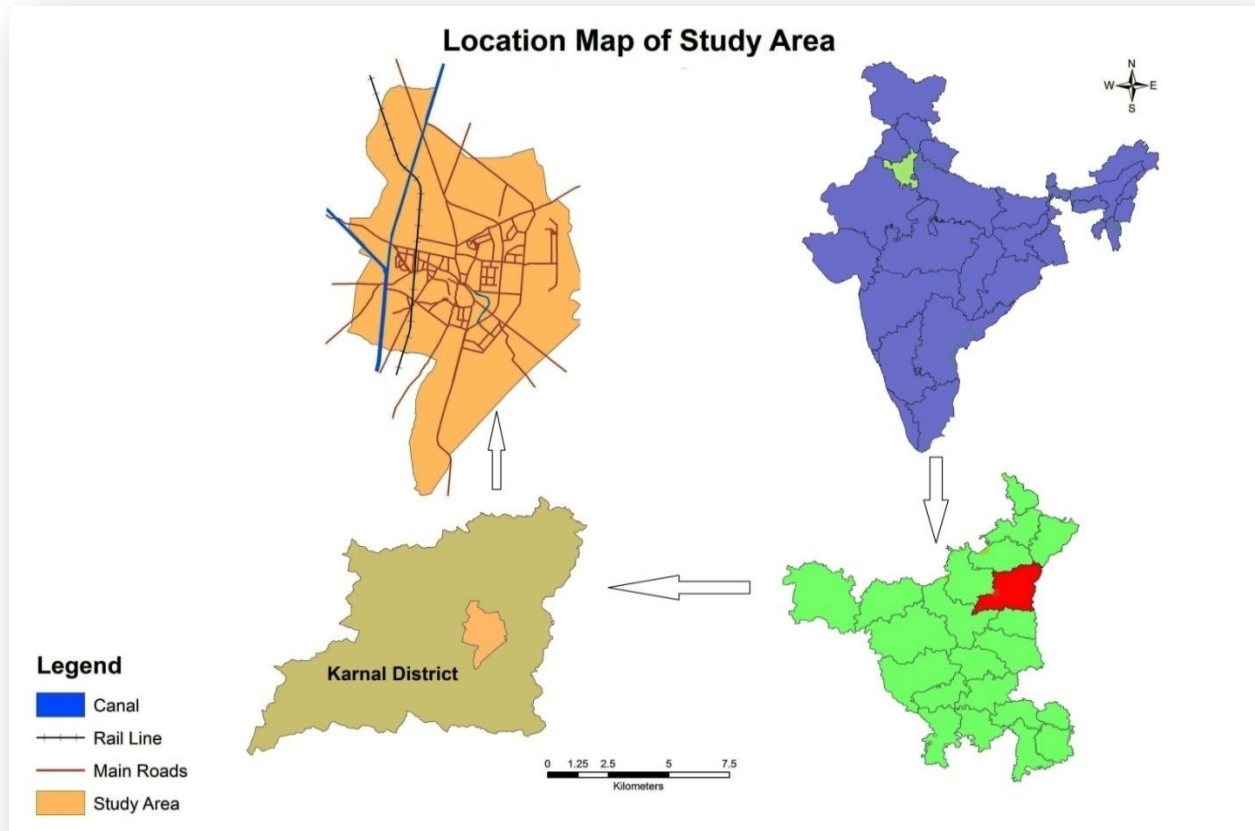 Location Map of Study Area
N
W E
S
Karnal District
Legend
Canal
Rail Line
Main Roads
Study Area
0 1.25 2.5 5 7.5
Kilometers